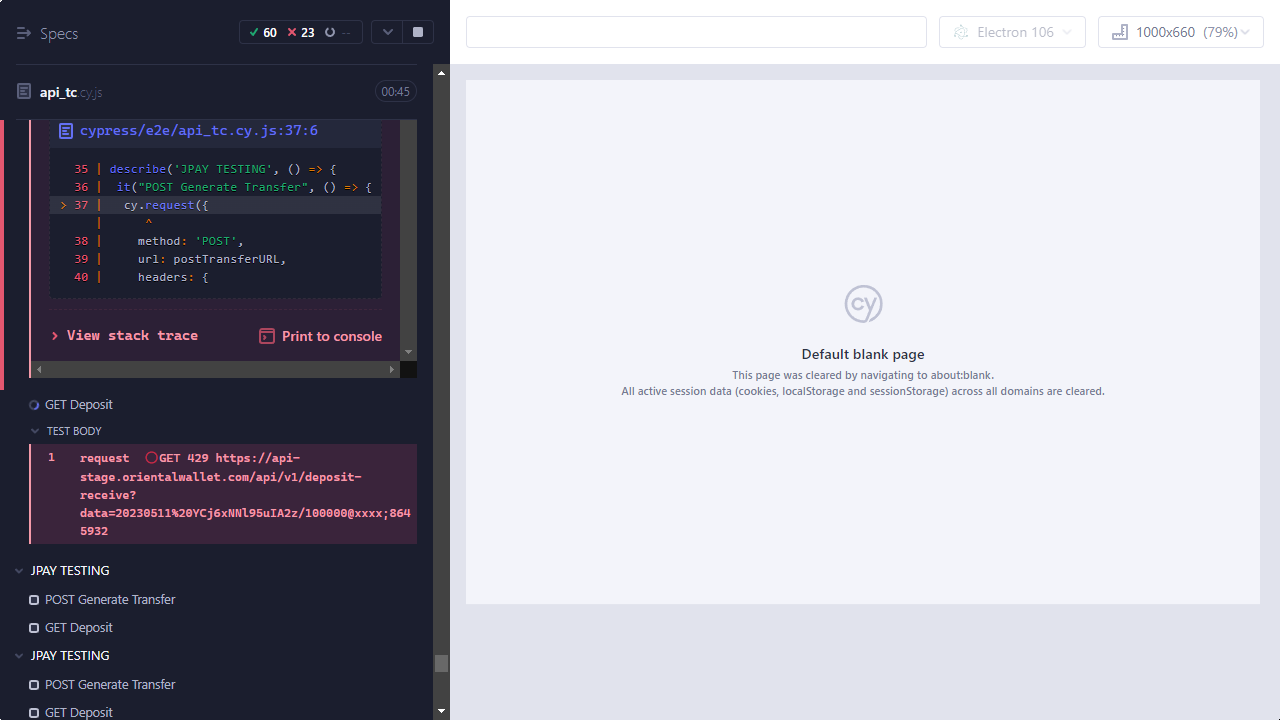 Specs
60 23 --
Electron 106
1000x660 (79%)
api_tc.cy.js
00:45
cypress/e2e/api_tc.cy.js:37:6
35 | describe('JPAY TESTING', () => {
36 | it("POST Generate Transfer", () => {
> 37 | cy.request({
| ^
38 | method: 'POST',
39 | url: postTransferURL,
40 | headers: {
> View stack trace
Print to console
GET Deposit
TEST BODY
1 request GET 429 https://api-
stage.orientalwallet.com/api/v1/deposit-
receive?
data=20230511%20YCj6xNNl95uIA2z/100000@xxxx;864
5932
JPAY TESTING
POST Generate Transfer
GET Deposit
JPAY TESTING
POST Generate Transfer
GET Deposit
cy
Default blank page
This page was cleared by navigating to about:blank.
All active session data (cookies, localStorage and sessionStorage) across all domains are cleared.